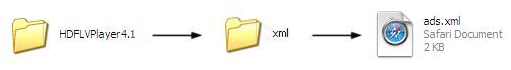 HDFLVPlayer4.1
xml
ads.xml
Safari Document
2 KB